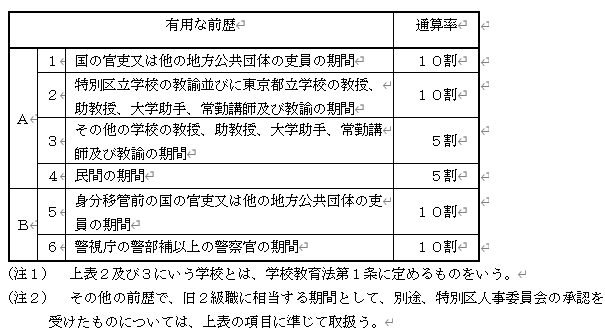 有用な前歴 通算率
A 1 国の官吏又は他の地方公共団体の吏員の期間 １０割
2 特別区立学校の教諭並びに東京都立学校の教授、
助教授、大学助手、常勤講師及び教諭の期間 １０割
3 その他の学校の教授、助教授、大学助手、常勤講
師及び教諭の期間 ５割
4 民間の期間 ５割
B 5 身分移管前の国の官吏又は他の地方公共団体の吏
員の期間 １０割
6 警視庁の警部補以上の警察官の期間 １０割
(注１) 上表２及び３にいう学校とは、学校教育法第１条に定めるものをいう。
(注２) その他の前歴で、旧２級職に相当する期間として、別途、特別区人事委員会の承認を
受けたものについては、上表の項目に準じて取扱う。